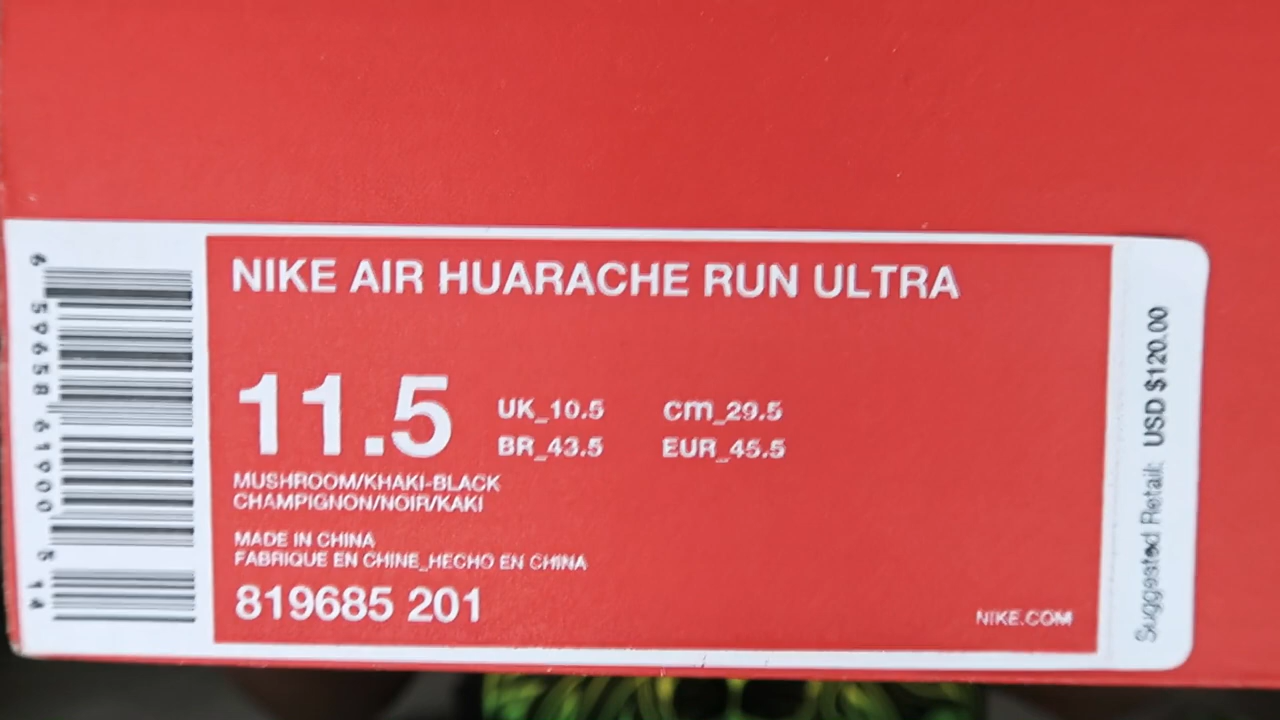 NIKE AIR HUARACHE RUN ULTRA
11.5
UK_10.5 cm_29.5
BR_43.5 EUR_45.5
MUSHROOM/KHAKI-BLACK
CHAMPIGNON/NOIR/KAKI
MADE IN CHINA
FABRIQUE EN CHINE_HECHO EN CHINA
819685 201
NIKE.COM
Suggested Retail: USD $120.00